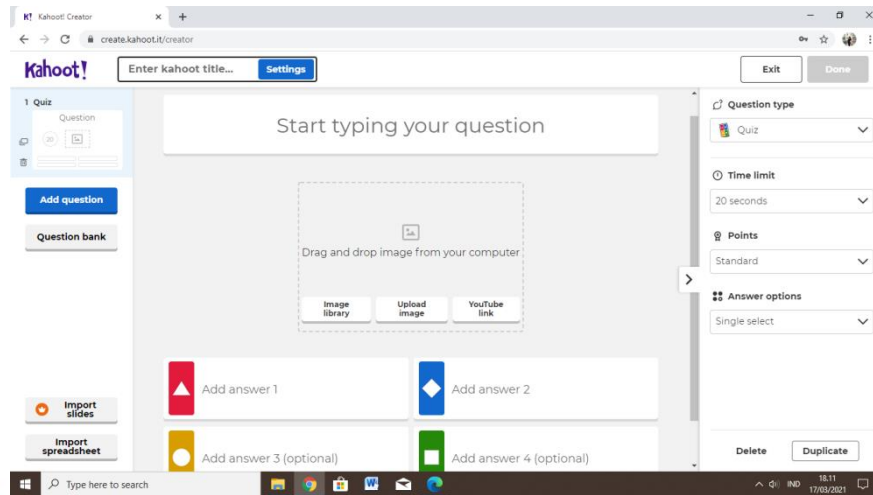 K! Kahoot! Creator
create.kahoot.it/creator
Kahoot!
Enter kahoot title...
Settings
Exit
Done
1 Quiz
Question
20
Add question
Question bank
Import
slides
Import
spreadsheet
Start typing your question
Drag and drop image from your computer
Image
library
Upload
image
YouTube
link
Add answer 1
Add answer 2
Add answer 3 (optional)
Add answer 4 (optional)
Question type
Quiz
Time limit
20 seconds
Points
Standard
Answer options
Single select
Delete
Duplicate
Type here to search
IND
18.11
17/03/2021